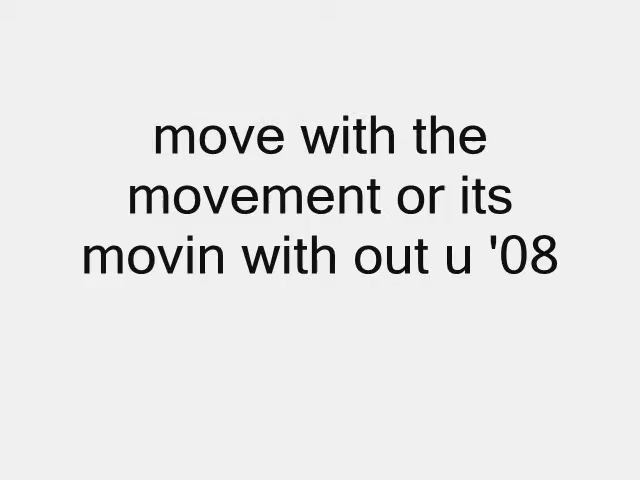 move with the
movement or its
movin with out u '08